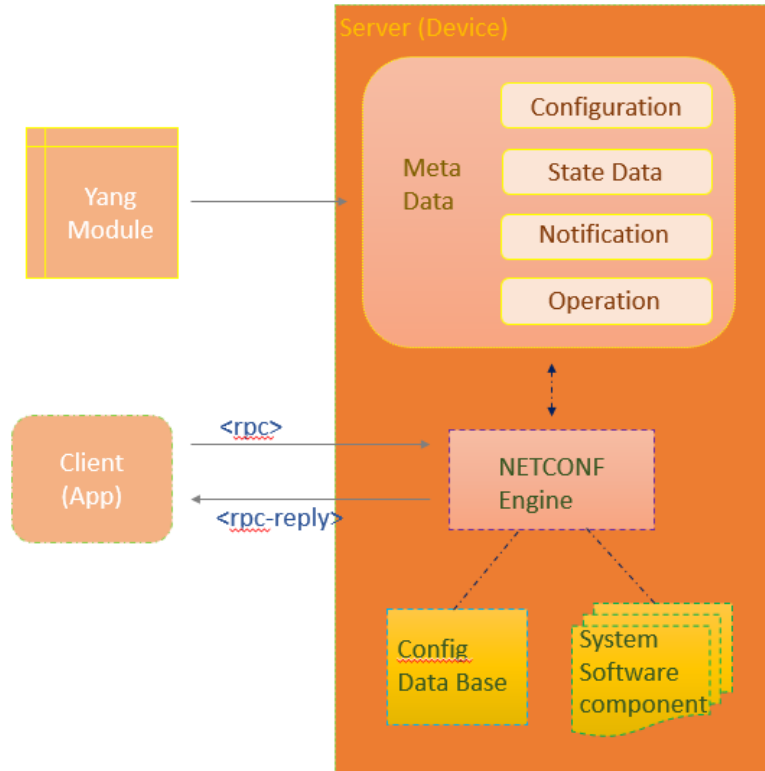 Server (Device)
Configuration
Meta
Data
State Data
Notification
Operation
Yang
Module
<rpc>
Client
(App)
NETCONF
Engine
<rpc-reply>
Config
Data Base
System
Software
component